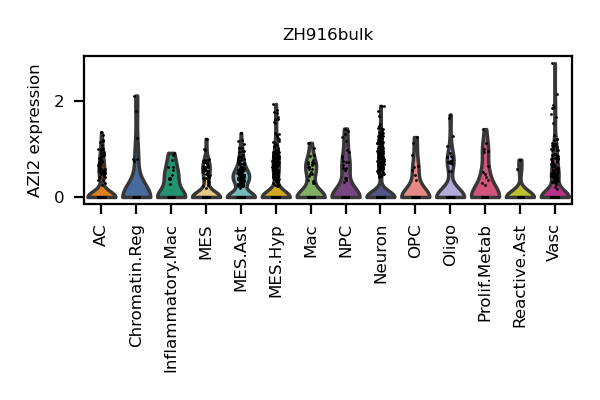 ZH916bulk
AZI2 expression
2
0
AC
Chromatin.Reg
Inflammatory.Mac
MES
MES.Ast
MES.Hyp
Mac
NPC
Neuron
OPC
Oligo
Prolif.Metab
Reactive.Ast
Vasc